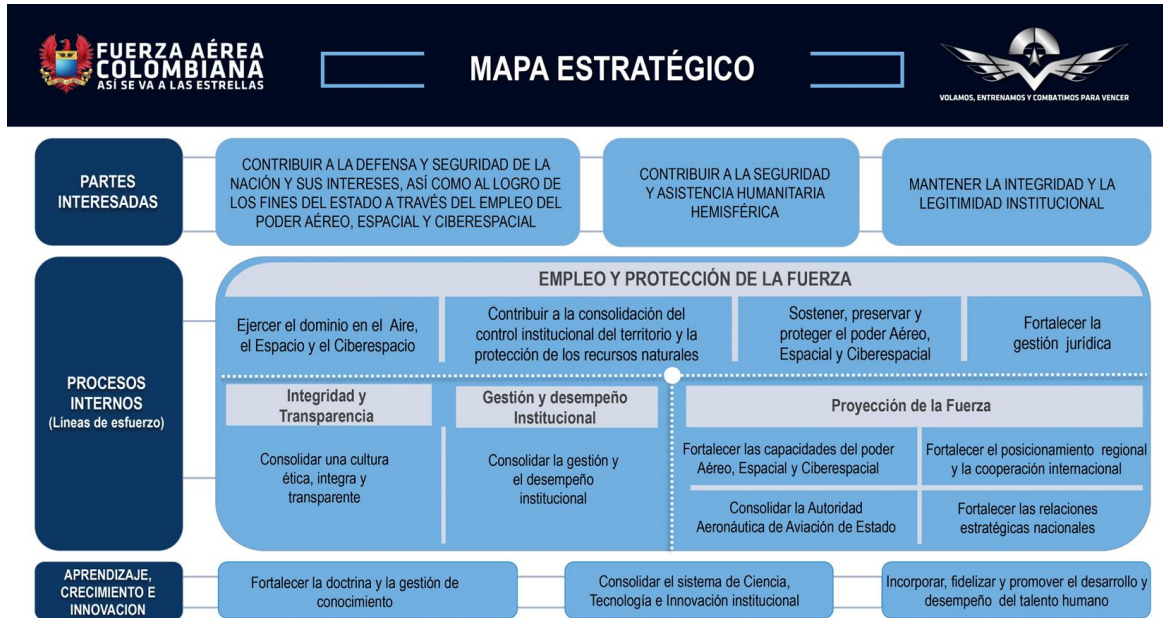 FUERZA AÉREA
COLOMBIANA
ASÍ SE VA A LAS ESTRELLAS
MAPA ESTRATÉGICO
VOLAMOS, ENTRENAMOS Y COMBATIMOS PARA VENCER
PARTES
INTERESADAS
CONTRIBUIR A LA DEFENSA Y SEGURIDAD DE LA
NACIÓN Y SUS INTERESES, ASÍ COMO AL LOGRO DE
LOS FINES DEL ESTADO A TRAVÉS DEL EMPLEO DEL
PODER AÉREO, ESPACIAL Y CIBERESPACIAL
CONTRIBUIR A LA SEGURIDAD
Y ASISTENCIA HUMANITARIA
HEMISFÉRICA
MANTENER LA INTEGRIDAD Y LA
LEGITIMIDAD INSTITUCIONAL
PROCESOS
INTERNOS
(Líneas de esfuerzo)
EMPLEO Y PROTECCIÓN DE LA FUERZA
Ejercer el dominio en el Aire,
el Espacio y el Ciberespacio
Contribuir a la consolidación del
control institucional del territorio y la
protección de los recursos naturales
Sostener, preservar y
proteger el poder Aéreo,
Espacial y Ciberespacial
Fortalecer la
gestión jurídica
Integridad y
Transparencia
Consolidar una cultura
ética, integra y
transparente
Gestión y desempeño
Institucional
Consolidar la gestión y
el desempeño
institucional
Proyección de la Fuerza
Fortalecer las capacidades del poder
Aéreo, Espacial y Ciberespacial
Fortalecer el posicionamiento regional
y la cooperación internacional
Consolidar la Autoridad
Aeronáutica de Aviación de Estado
Fortalecer las relaciones
estratégicas nacionales
APRENDIZAJE,
CRECIMIENTO E
INNOVACION
Fortalecer la doctrina y la gestión de
conocimiento
Consolidar el sistema de Ciencia,
Tecnología e Innovación institucional
Incorporar, fidelizar y promover el desarrollo y
desempeño del talento humano